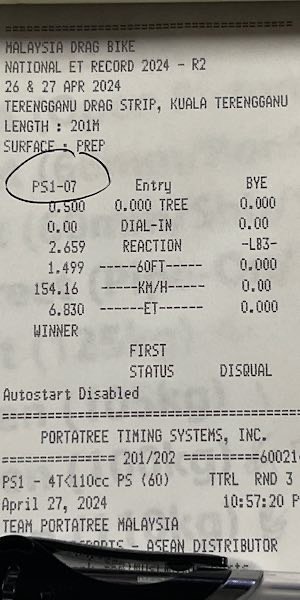 ================================
MALAYSIA DRAG BIKE
NATIONAL ET RECORD 2024 - R2
26 & 27 APR 2024
TERENGGANU DRAG STRIP, KUALA TERENGGANU
LENGTH : 201M
SURFACE : PREP
PS1-07 Entry BYE
0.500 0.000 TREE 0.000
0.00 DIAL-IN 0.00
2.659 REACTION -LB3-
1.499 -----60FT----- 0.000
154.16 -----KM/H----- 0.00
6.830 ------ET------ 0.000
WINNER
FIRST
STATUS DISQUAL
Autostart Disabled
================================
PORTATREE TIMING SYSTEMS, INC.
============== 201/202 ==========60021
PS1 - 4T<110cc PS (60) TTRL RND 3
April 27, 2024 10:57:20 P
TEAM PORTATREE MALAYSIA
- ASEAN DISTRIBUTOR